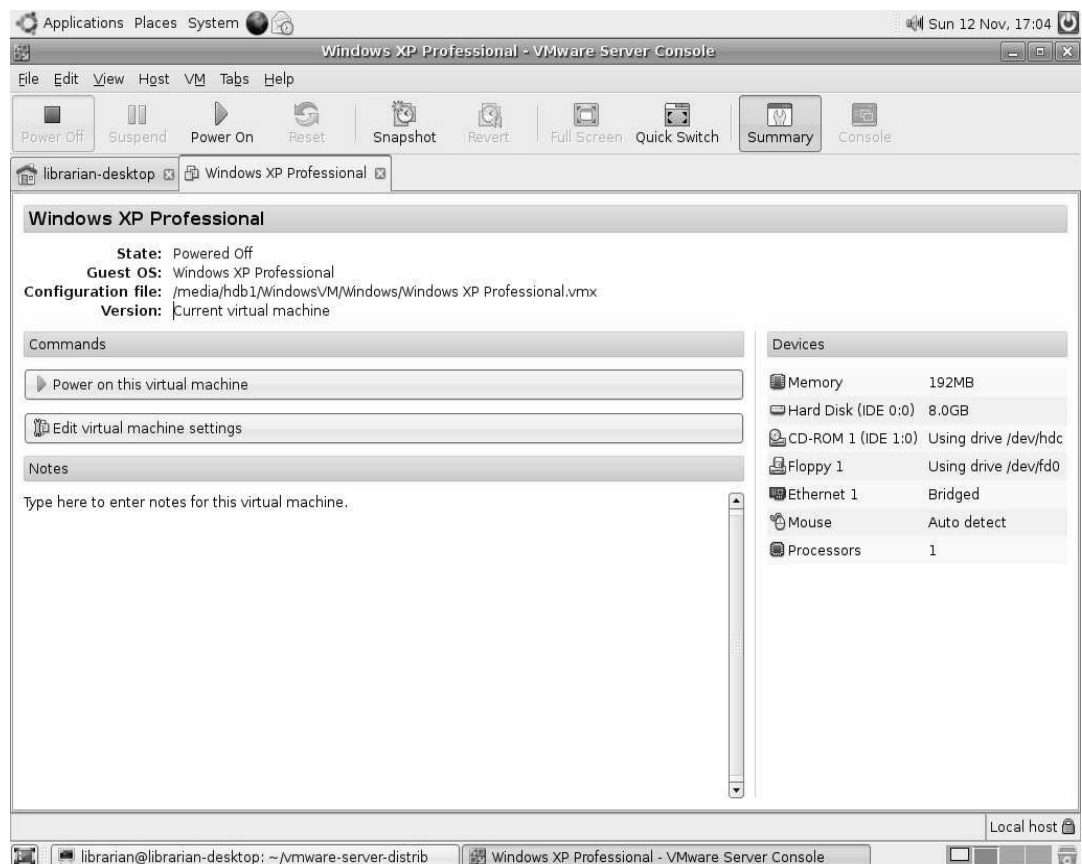 Applications Places System Sun 12 Nov, 17:04
Windows XP Professional - VMware Server Console
File Edit View Host VM Tabs Help
Power Off Suspend Power On Reset Snapshot Revert Full Screen Quick Switch Summary Console
librarian-desktop Windows XP Professional
Windows XP Professional
State: Powered Off
Guest OS: Windows XP Professional
Configuration file: /media/hdb1/WindowsVM/Windows/Windows XP Professional.vmx
Version: Current virtual machine
Commands
Power on this virtual machine
Edit virtual machine settings
Notes
Type here to enter notes for this virtual machine.
Devices
Memory 192MB
Hard Disk (IDE 0:0) 8.0GB
CD-ROM 1 (IDE 1:0) Using drive /dev/hdc
Floppy 1 Using drive /dev/fd0
Ethernet 1 Bridged
Mouse Auto detect
Processors 1
Local host
librarian@librarian-desktop: ~/vmware-server-distrib Windows XP Professional - VMware Server Console